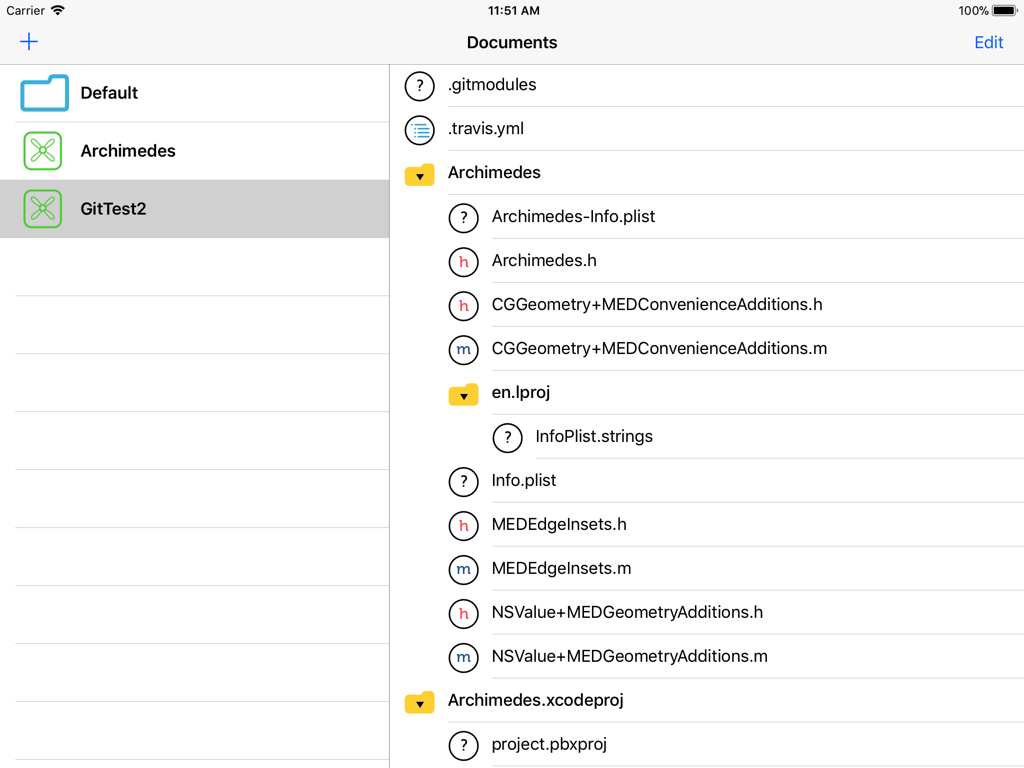 Carrier 11:51 AM 100%
+ Documents Edit
Default
Archimedes
GitTest2
? .gitmodules
.travis.yml
Archimedes
? Archimedes-Info.plist
h Archimedes.h
h CGGeometry+MEDConvenienceAdditions.h
m CGGeometry+MEDConvenienceAdditions.m
en.lproj
? InfoPlist.strings
? Info.plist
h MEDEdgeInsets.h
m MEDEdgeInsets.m
h NSValue+MEDGeometryAdditions.h
m NSValue+MEDGeometryAdditions.m
Archimedes.xcodeproj
? project.pbxproj